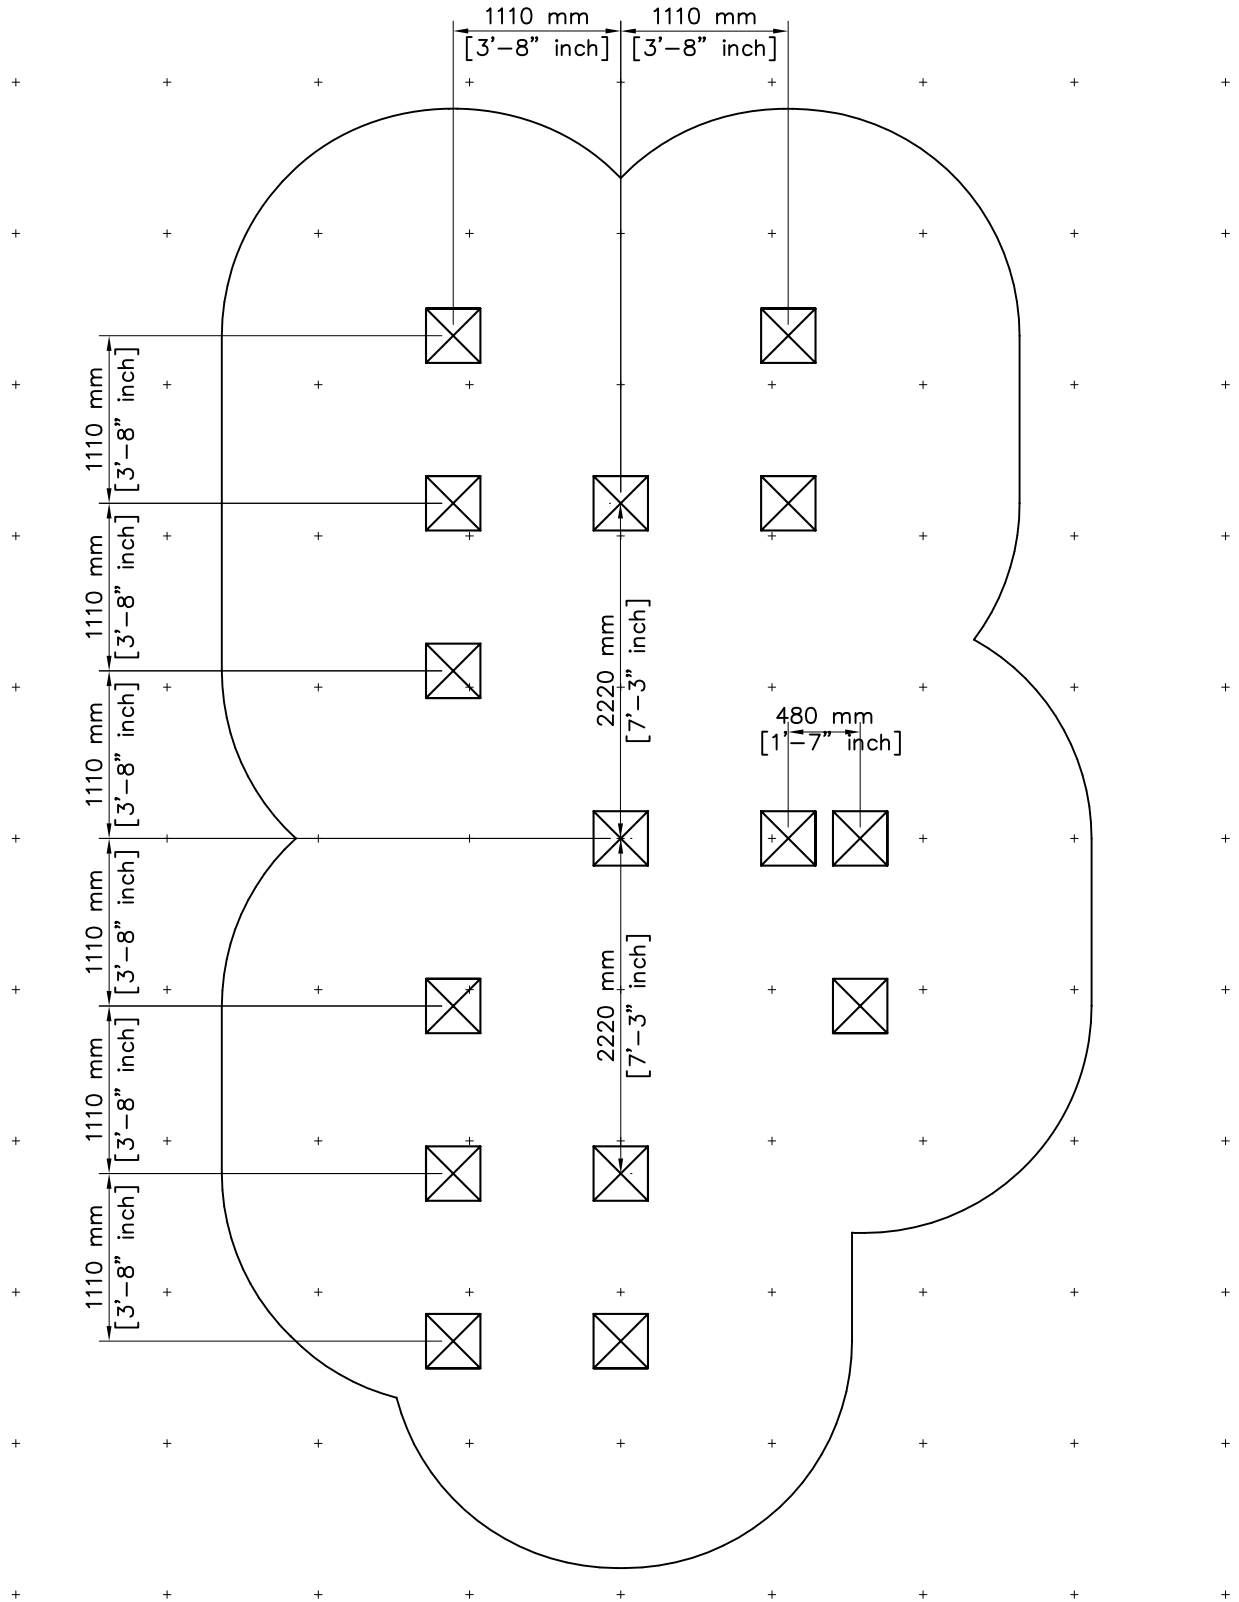 1110 mm
[3'-8" inch]
1110 mm
[3'-8" inch]
1110 mm
[3'-8" inch]
1110 mm
[3'-8" inch]
2220 mm
[7'-3" inch]
1110 mm
[3'-8" inch]
480 mm
[1'-7" inch]
1110 mm
[3'-8" inch]
2220 mm
[7'-3" inch]
1110 mm
[3'-8" inch]
1110 mm
[3'-8" inch]